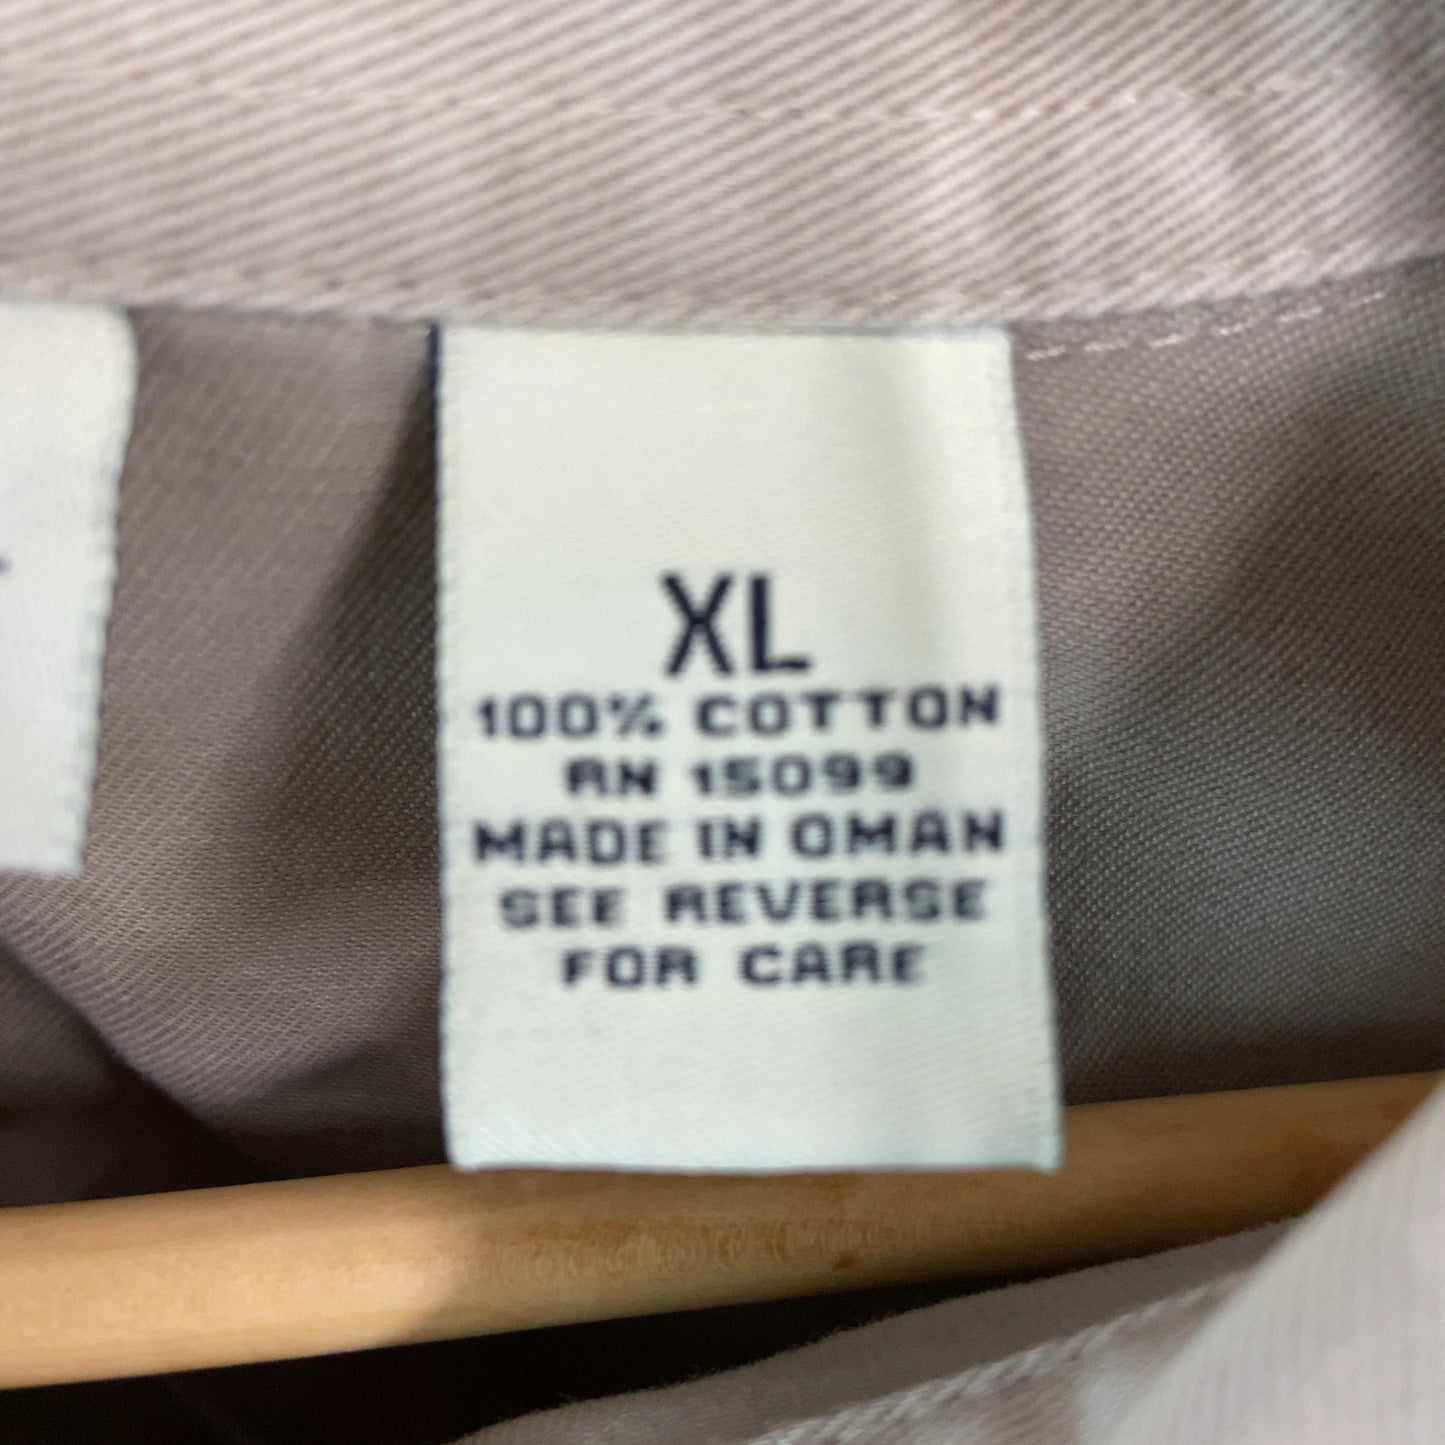 XL
100% COTTON
RN 15099
MADE IN OMAN
SEE REVERSE
FOR CARE